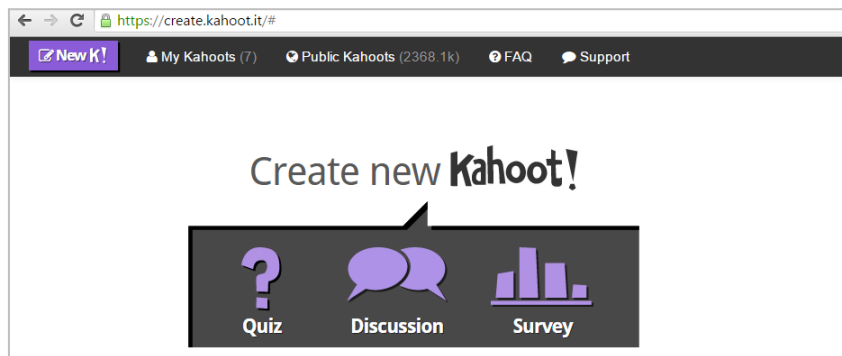 https://create.kahoot.it/#
New K! My Kahoots (7) Public Kahoots (2368.1k) FAQ Support
Create new Kahoot!
Quiz Discussion Survey